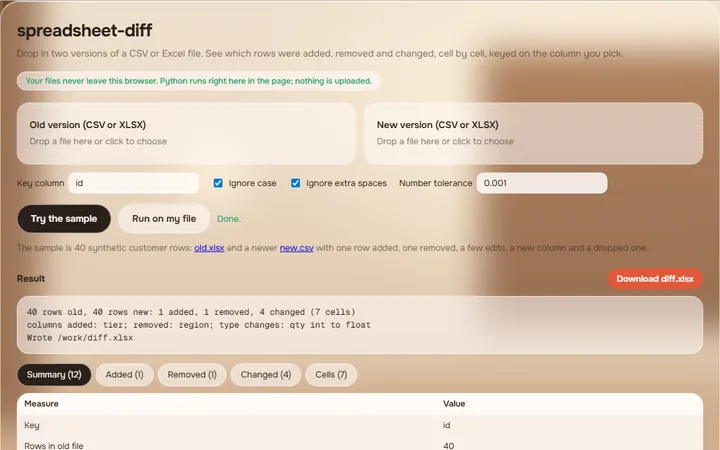 spreadsheet-diff
Drop in two versions of a CSV or Excel file. See which rows were added, removed and changed, cell by cell, keyed on the column you pick.
Your files never leave this browser. Python runs right here in the page; nothing is uploaded.
Old version (CSV or XLSX)
Drop a file here or click to choose
New version (CSV or XLSX)
Drop a file here or click to choose
Key column id Ignore case Ignore extra spaces Number tolerance 0.001
Try the sample Run on my file Done.
The sample is 40 synthetic customer rows: old.xlsx and a newer new.csv with one row added, one removed, a few edits, a new column and a dropped one.
Result Download diff.xlsx
40 rows old, 40 rows new: 1 added, 1 removed, 4 changed (7 cells)
columns added: tier; removed: region; type changes: qty int to float
Wrote /work/diff.xlsx
Summary (12) Added (1) Removed (1) Changed (4) Cells (7)
Measure Value
Key id
Rows in old file 40